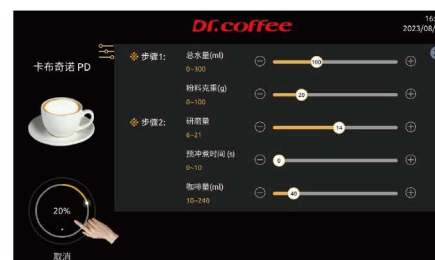 Dr.coffee
16:
2023/08/
卡布奇诺 PD
步骤1:
总水量(ml)
0~300
100
粉料克重(g)
0~100
20
步骤2:
研磨量
6~21
14
预冲煮时间 (s)
0~10
0
咖啡量(ml)
10~240
40
20%
取消